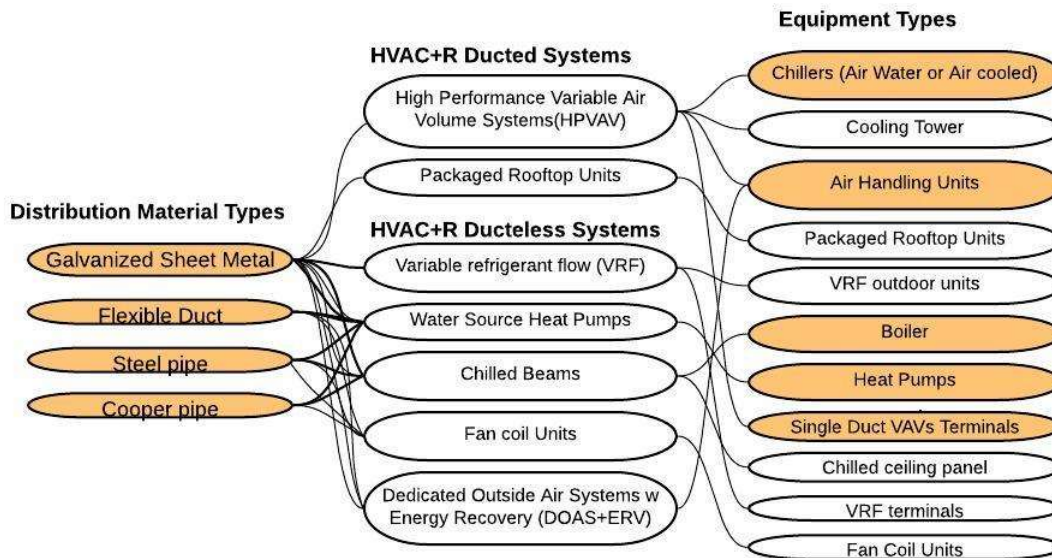 Equipment Types
HVAC+R Ducted Systems
Chillers (Air Water or Air cooled)
High Performance Variable Air
Volume Systems(HPVAV)
Cooling Tower
Packaged Rooftop Units
Air Handling Units
Distribution Material Types
HVAC+R Ducteless Systems
Packaged Rooftop Units
Galvanized Sheet Metal
Variable refrigerant flow (VRF)
VRF outdoor units
Flexible Duct
Water Source Heat Pumps
Boiler
Steel pipe
Chilled Beams
Heat Pumps
Cooper pipe
Single Duct VAVs Terminals
Fan coil Units
Chilled ceiling panel
Dedicated Outside Air Systems w
Energy Recovery (DOAS+ERV)
VRF terminals
Fan Coil Units